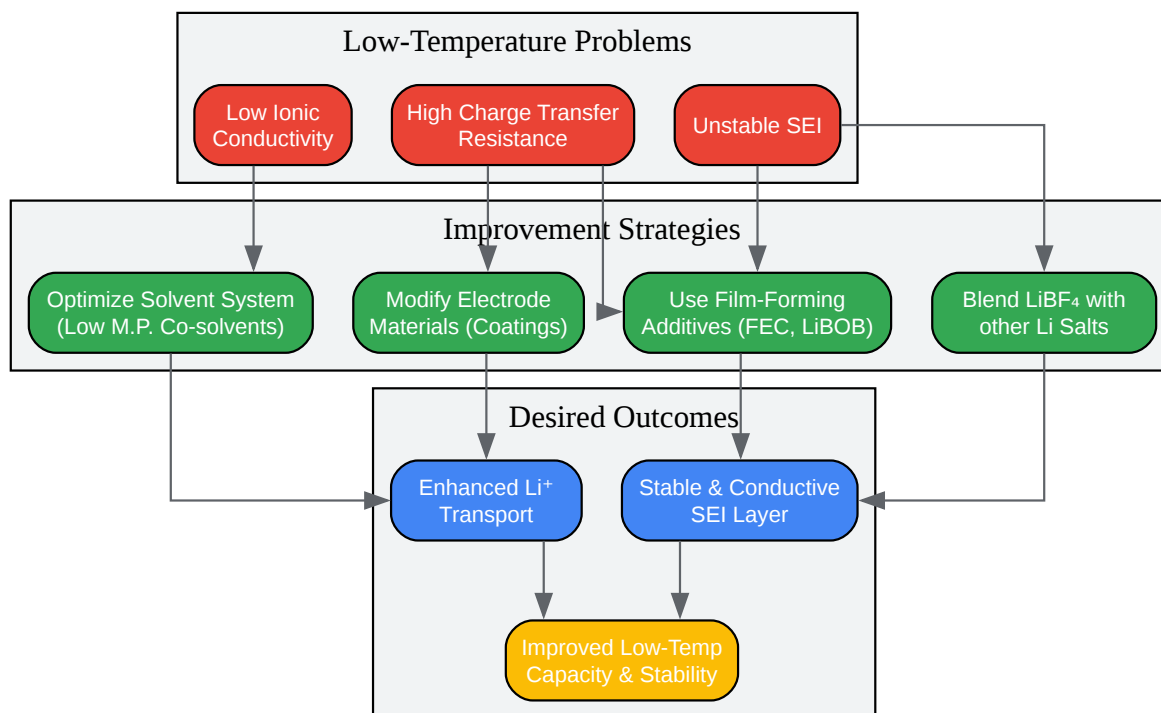 Low-Temperature Problems
Low Ionic
Conductivity
High Charge Transfer
Resistance
Unstable SEI
Improvement Strategies
Optimize Solvent System
(Low M.P. Co-solvents)
Modify Electrode
Materials (Coatings)
Use Film-Forming
Additives (FEC, LiBOB)
Blend LiBF₄ with
other Li Salts
Desired Outcomes
Enhanced Li⁺
Transport
Stable & Conductive
SEI Layer
Improved Low-Temp
Capacity & Stability